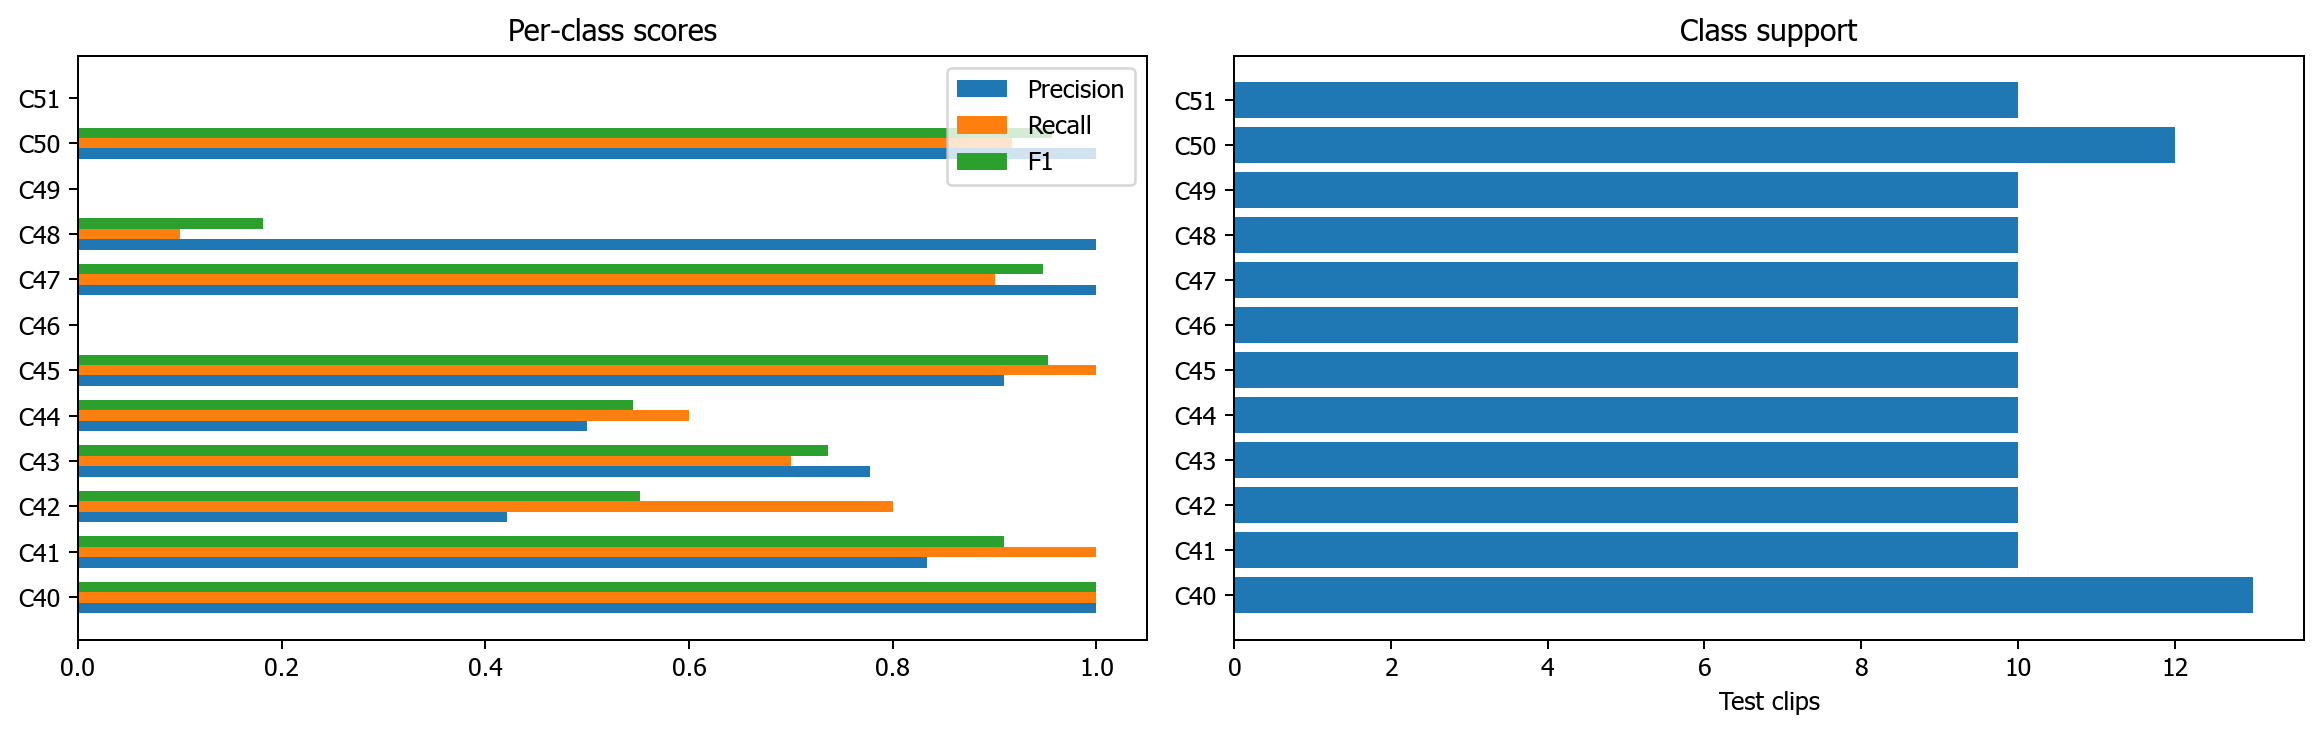 Per-class scores
C51
C50
C49
C48
C47
C46
C45
C44
C43
C42
C41
C40
0.0 0.2 0.4 0.6 0.8 1.0
Precision
Recall
F1
Class support
C51
C50
C49
C48
C47
C46
C45
C44
C43
C42
C41
C40
0 2 4 6 8 10 12
Test clips